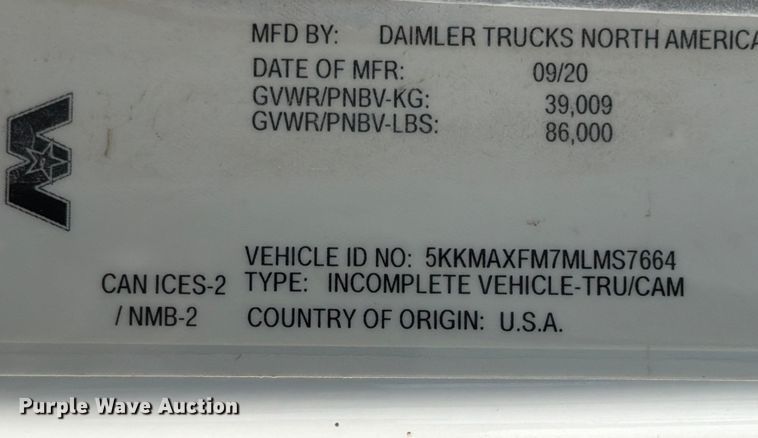 MFD BY: DAIMLER TRUCKS NORTH AMERICA
DATE OF MFR: 09/20
GVWR/PNBV-KG: 39,009
GVWR/PNBV-LBS: 86,000
VEHICLE ID NO: 5KKMAXFM7MLMS7664
CAN ICES-2 TYPE: INCOMPLETE VEHICLE-TRU/CAM
/ NMB-2 COUNTRY OF ORIGIN: U.S.A.
Purple Wave Auction